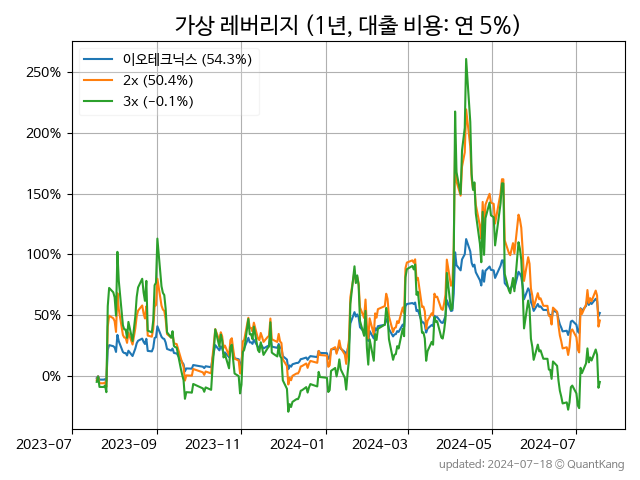 가상 레버리지 (1년, 대출 비용: 연 5%)
이오테크닉스 (54.3%)
2x (50.4%)
3x (-0.1%)
250%
200%
150%
100%
50%
0%
2023-07 2023-09 2023-11 2024-01 2024-03 2024-05 2024-07
updated: 2024-07-18 © QuantKang